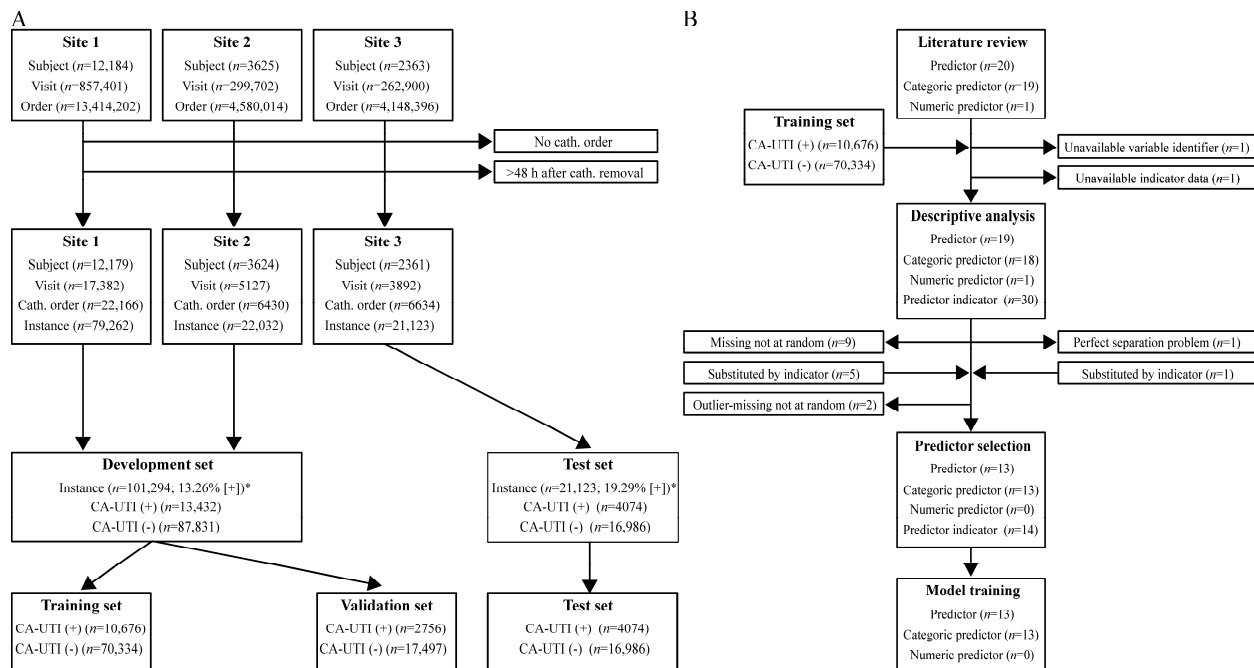 A
Site 1
Subject (n=12,184)
Visit (n=857,401)
Order (n=13,414,202)
Site 2
Subject (n=3625)
Visit (n=299,702)
Order (n=4,580,014)
Site 3
Subject (n=2363)
Visit (n=262,900)
Order (n=4,148,396)
No cath. order
>48 h after cath. removal
Site 1
Subject (n=12,179)
Visit (n=17,382)
Cath. order (n=22,166)
Instance (n=79,262)
Site 2
Subject (n=3624)
Visit (n=5127)
Cath. order (n=6430)
Instance (n=22,032)
Site 3
Subject (n=2361)
Visit (n=3892)
Cath. order (n=6634)
Instance (n=21,123)
Development set
Instance (n=101,294; 13.26% [+])*
CA-UTI (+) (n=13,432)
CA-UTI (-) (n=87,831)
Test set
Instance (n=21,123; 19.29% [+])*
CA-UTI (+) (n=4074)
CA-UTI (-) (n=16,986)
Training set
CA-UTI (+) (n=10,676)
CA-UTI (-) (n=70,334)
Validation set
CA-UTI (+) (n=2756)
CA-UTI (-) (n=17,497)
Test set
CA-UTI (+) (n=4074)
CA-UTI (-) (n=16,986)
B
Literature review
Predictor (n=20)
Categoric predictor (n=19)
Numeric predictor (n=1)
Training set
CA-UTI (+) (n=10,676)
CA-UTI (-) (n=70,334)
Unavailable variable identifier (n=1)
Unavailable indicator data (n=1)
Descriptive analysis
Predictor (n=19)
Categoric predictor (n=18)
Numeric predictor (n=1)
Predictor indicator (n=30)
Missing not at random (n=9)
Perfect separation problem (n=1)
Substituted by indicator (n=5)
Substituted by indicator (n=1)
Outlier-missing not at random (n=2)
Predictor selection
Predictor (n=13)
Categoric predictor (n=13)
Numeric predictor (n=0)
Predictor indicator (n=14)
Model training
Predictor (n=13)
Categoric predictor (n=13)
Numeric predictor (n=0)